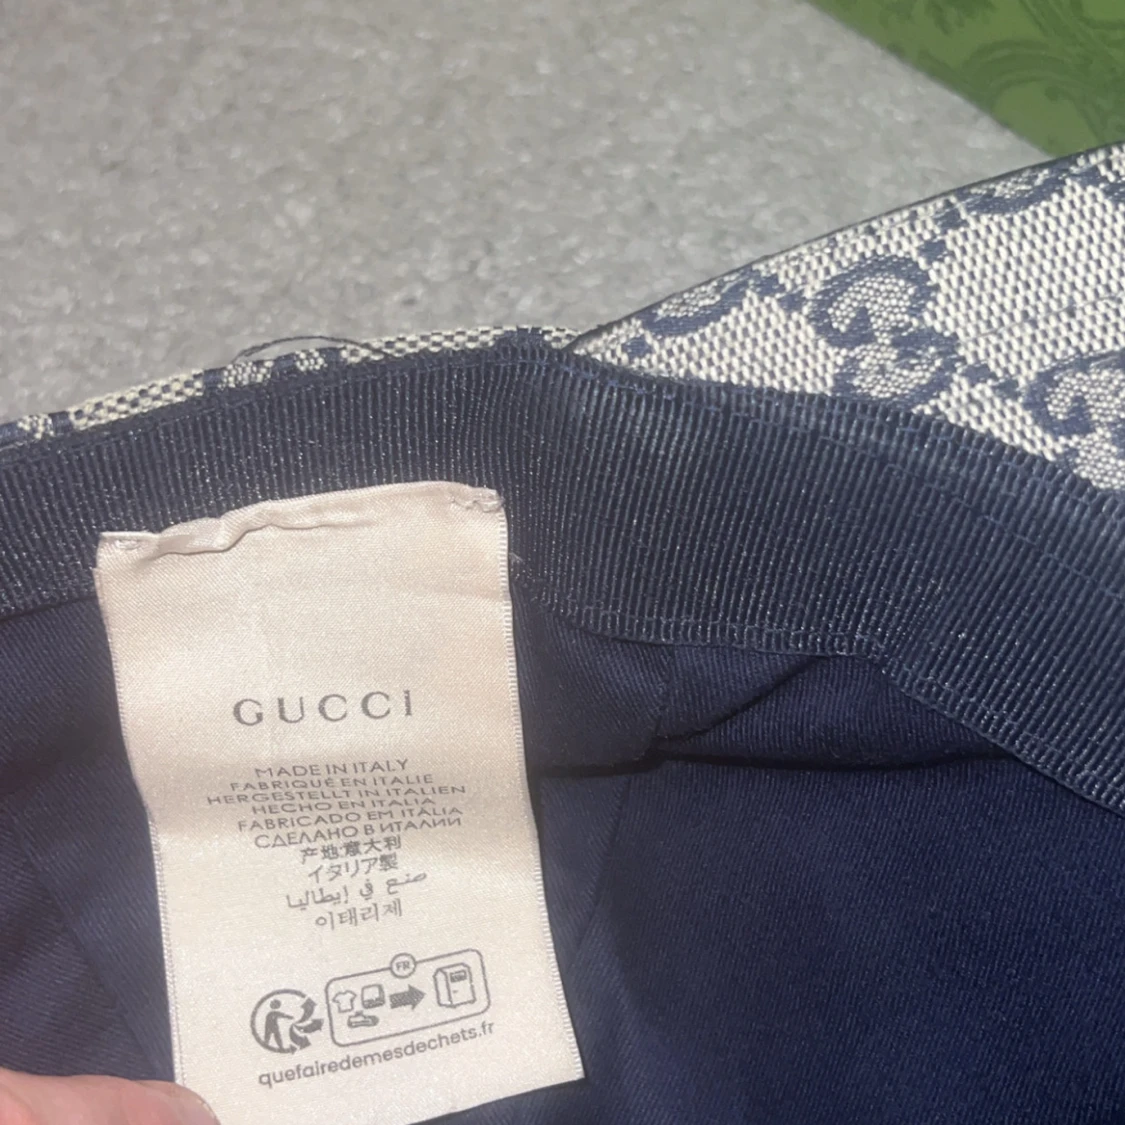 GUCCI
MADE IN ITALY
FABRIQUÉ EN ITALIE
HERGESTELLT IN ITALIEN
HECHO EN ITALIA
FABRICADO EM ITÁLIA
СДЕЛАНО В ИТАЛИИ
产地:意大利
イタリア製
صنع في إيطاليا
이태리제
FR
quefairedemesdechets.fr